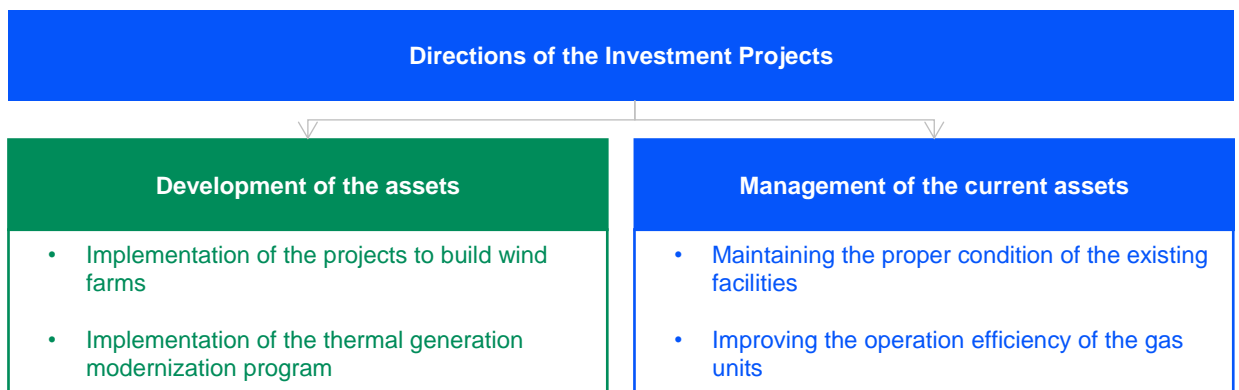 Directions of the Investment Projects
Development of the assets
• Implementation of the projects to build wind
farms
• Implementation of the thermal generation
modernization program
Management of the current assets
• Maintaining the proper condition of the existing
facilities
• Improving the operation efficiency of the gas
units